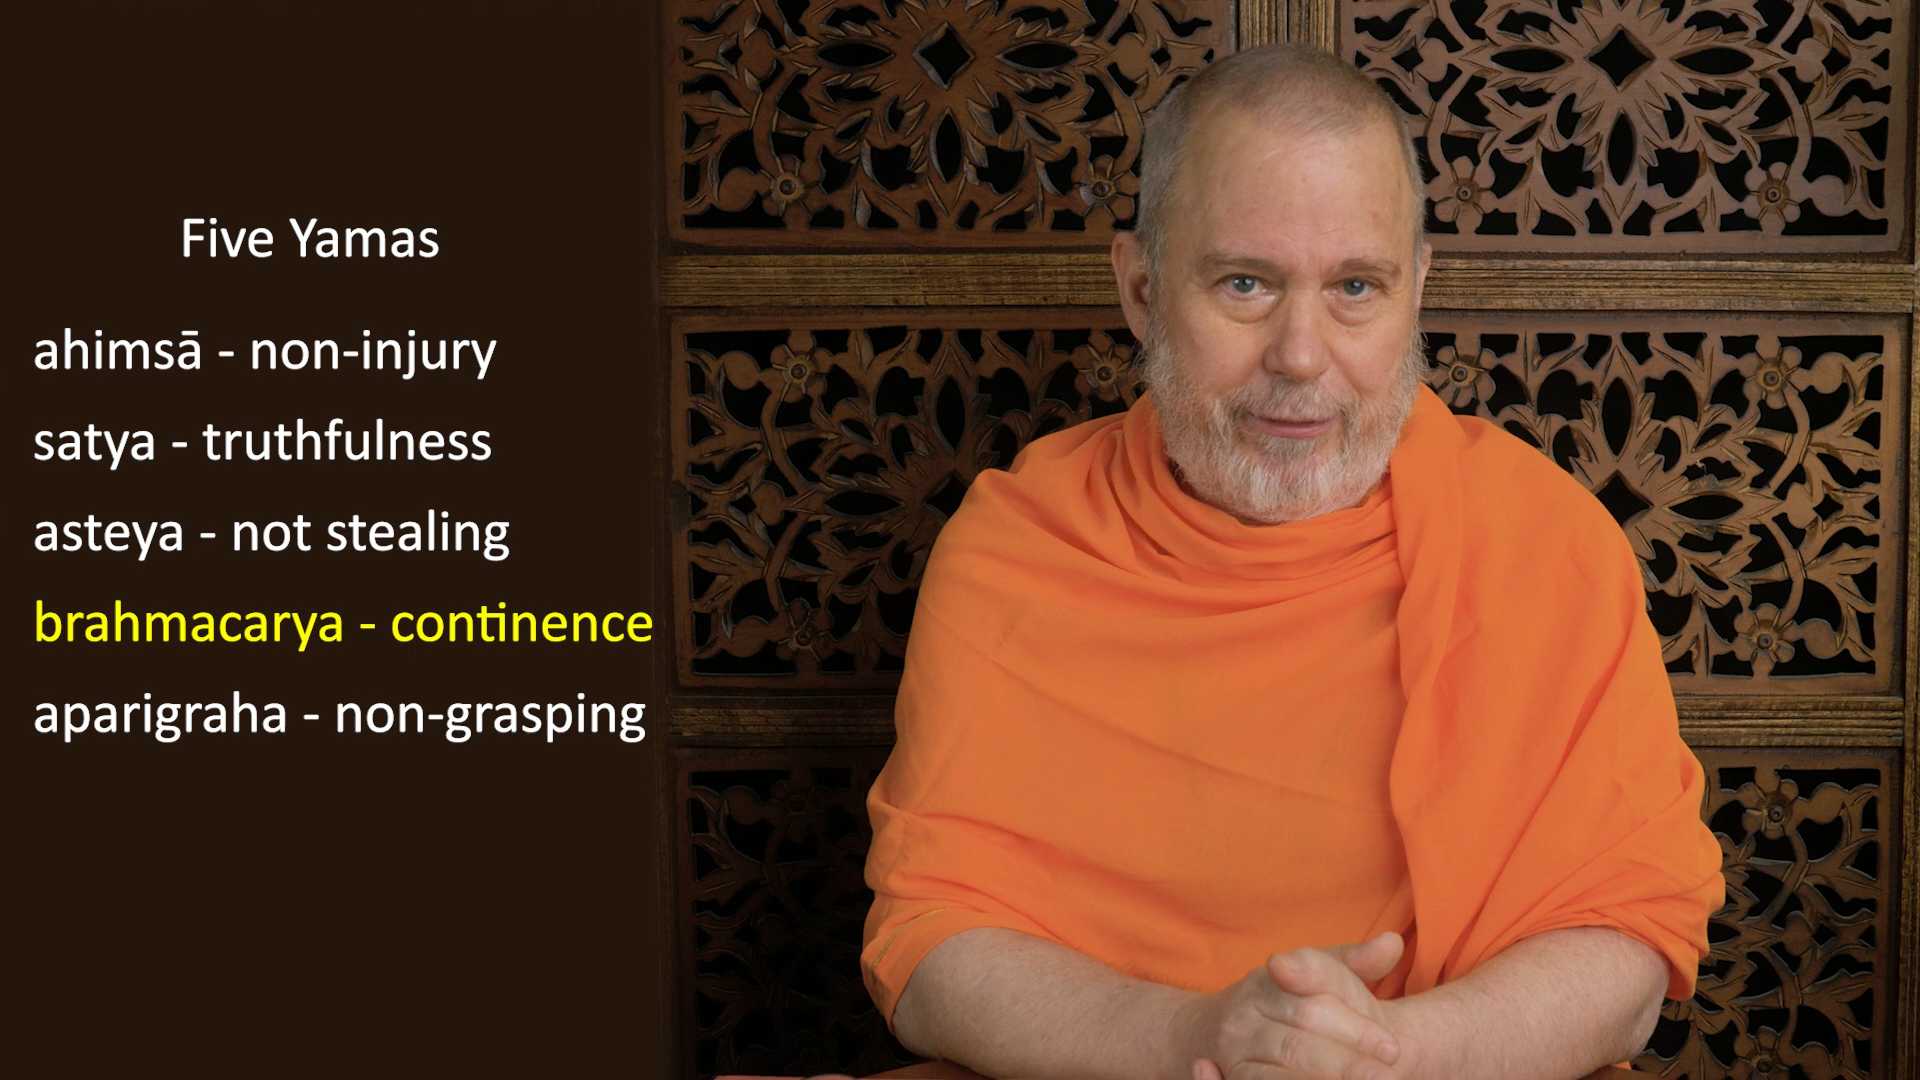 Five Yamas
ahimsā - non-injury
satya - truthfulness
asteya - not stealing
brahmacarya - continence
aparigraha - non-grasping